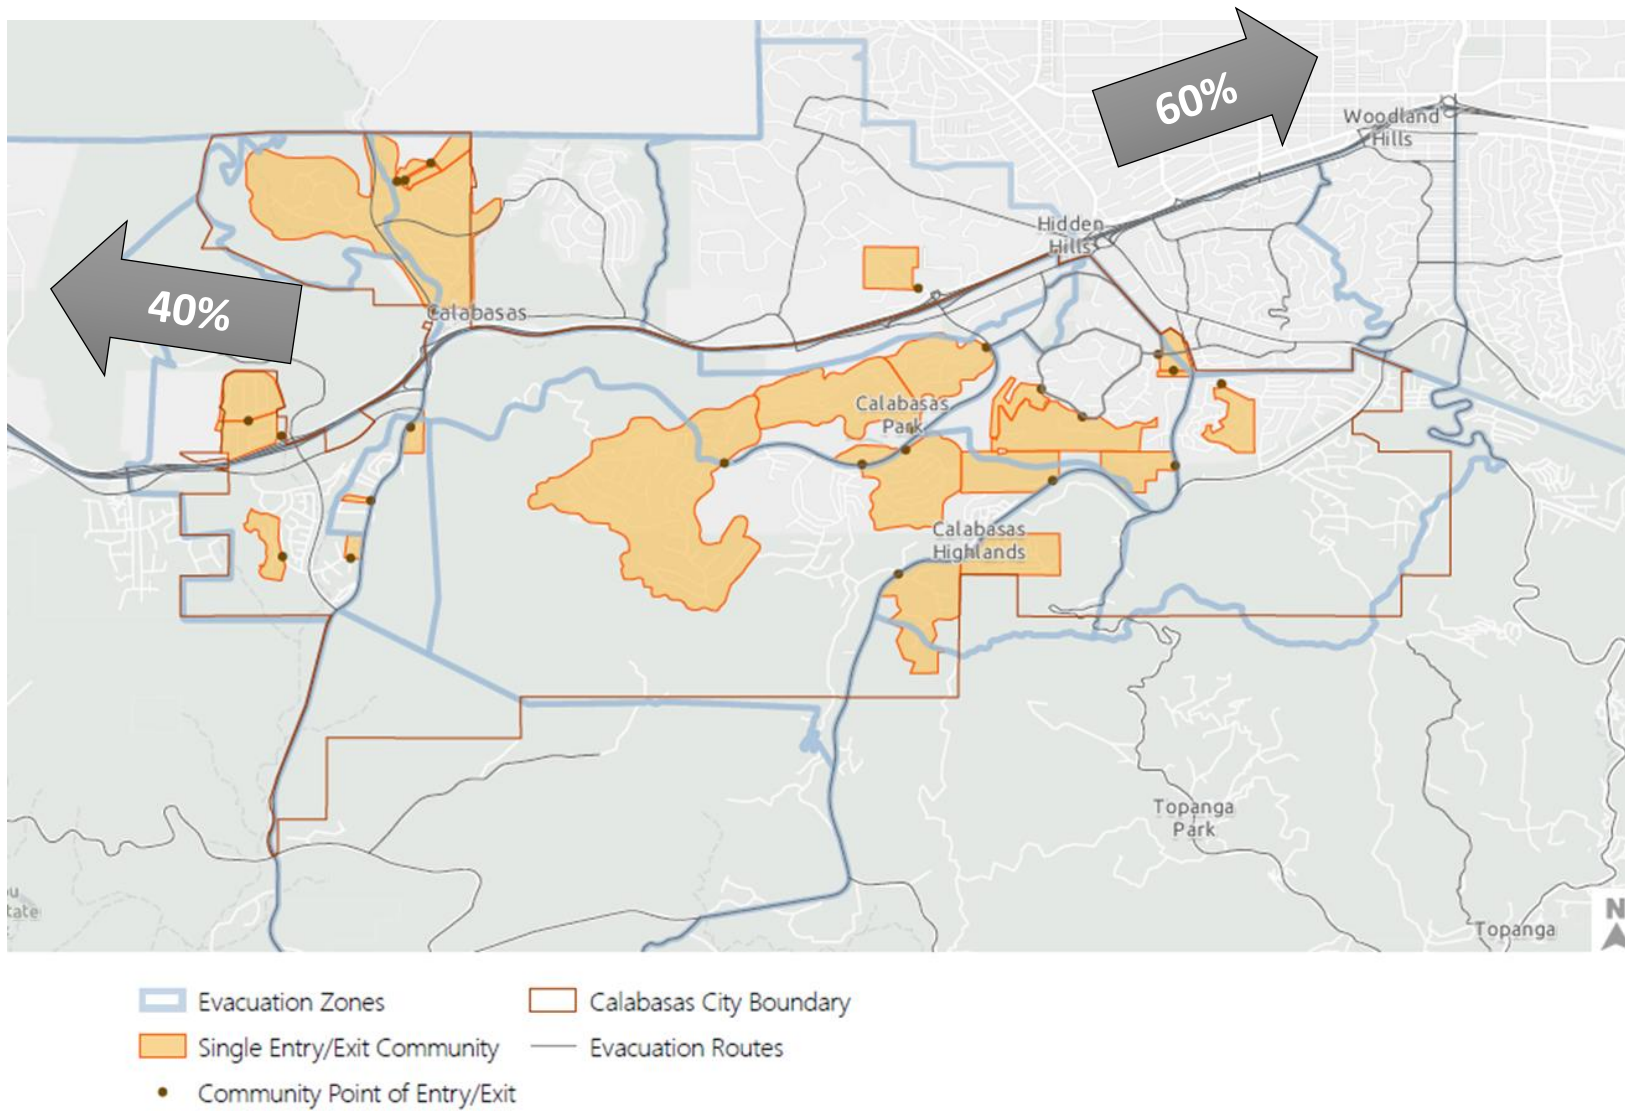 60%
Woodland
Hills
Hidden
Hills
40%
Calabasas
Calabasas
Park
Calabasas
Highlands
Topanga
Park
u
tate
N
Topanga
Evacuation Zones
Calabasas City Boundary
Single Entry/Exit Community
Evacuation Routes
Community Point of Entry/Exit